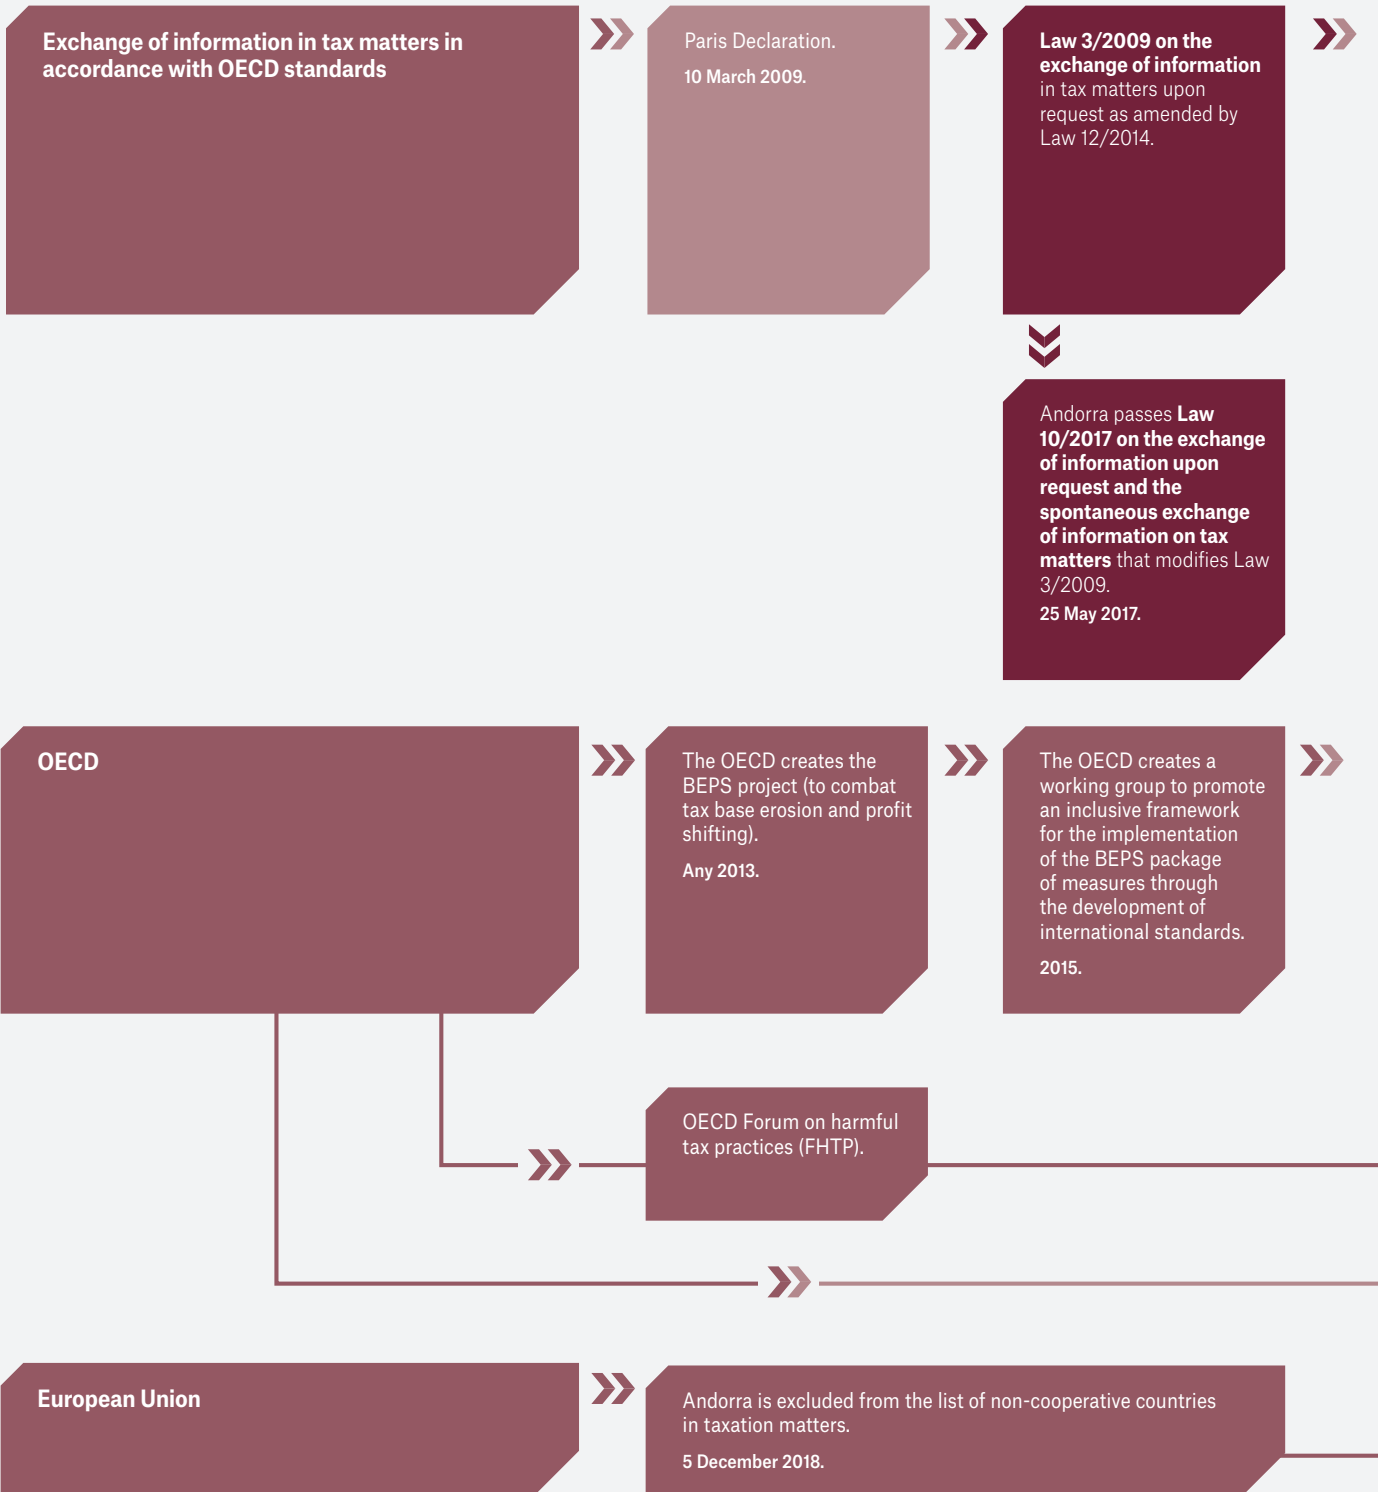 Exchange of information in tax matters in
accordance with OECD standards
Paris Declaration.
10 March 2009.
Law 3/2009 on the
exchange of information
in tax matters upon
request as amended by
Law 12/2014.
Andorra passes Law
10/2017 on the exchange
of information upon
request and the
spontaneous exchange
of information on tax
matters that modifies Law
3/2009.
25 May 2017.
OECD
The OECD creates the
BEPS project (to combat
tax base erosion and profit
shifting).
Any 2013.
The OECD creates a
working group to promote
an inclusive framework
for the implementation
of the BEPS package
of measures through
the development of
international standards.
2015.
OECD Forum on harmful
tax practices (FHTP).
European Union
Andorra is excluded from the list of non-cooperative countries
in taxation matters.
5 December 2018.